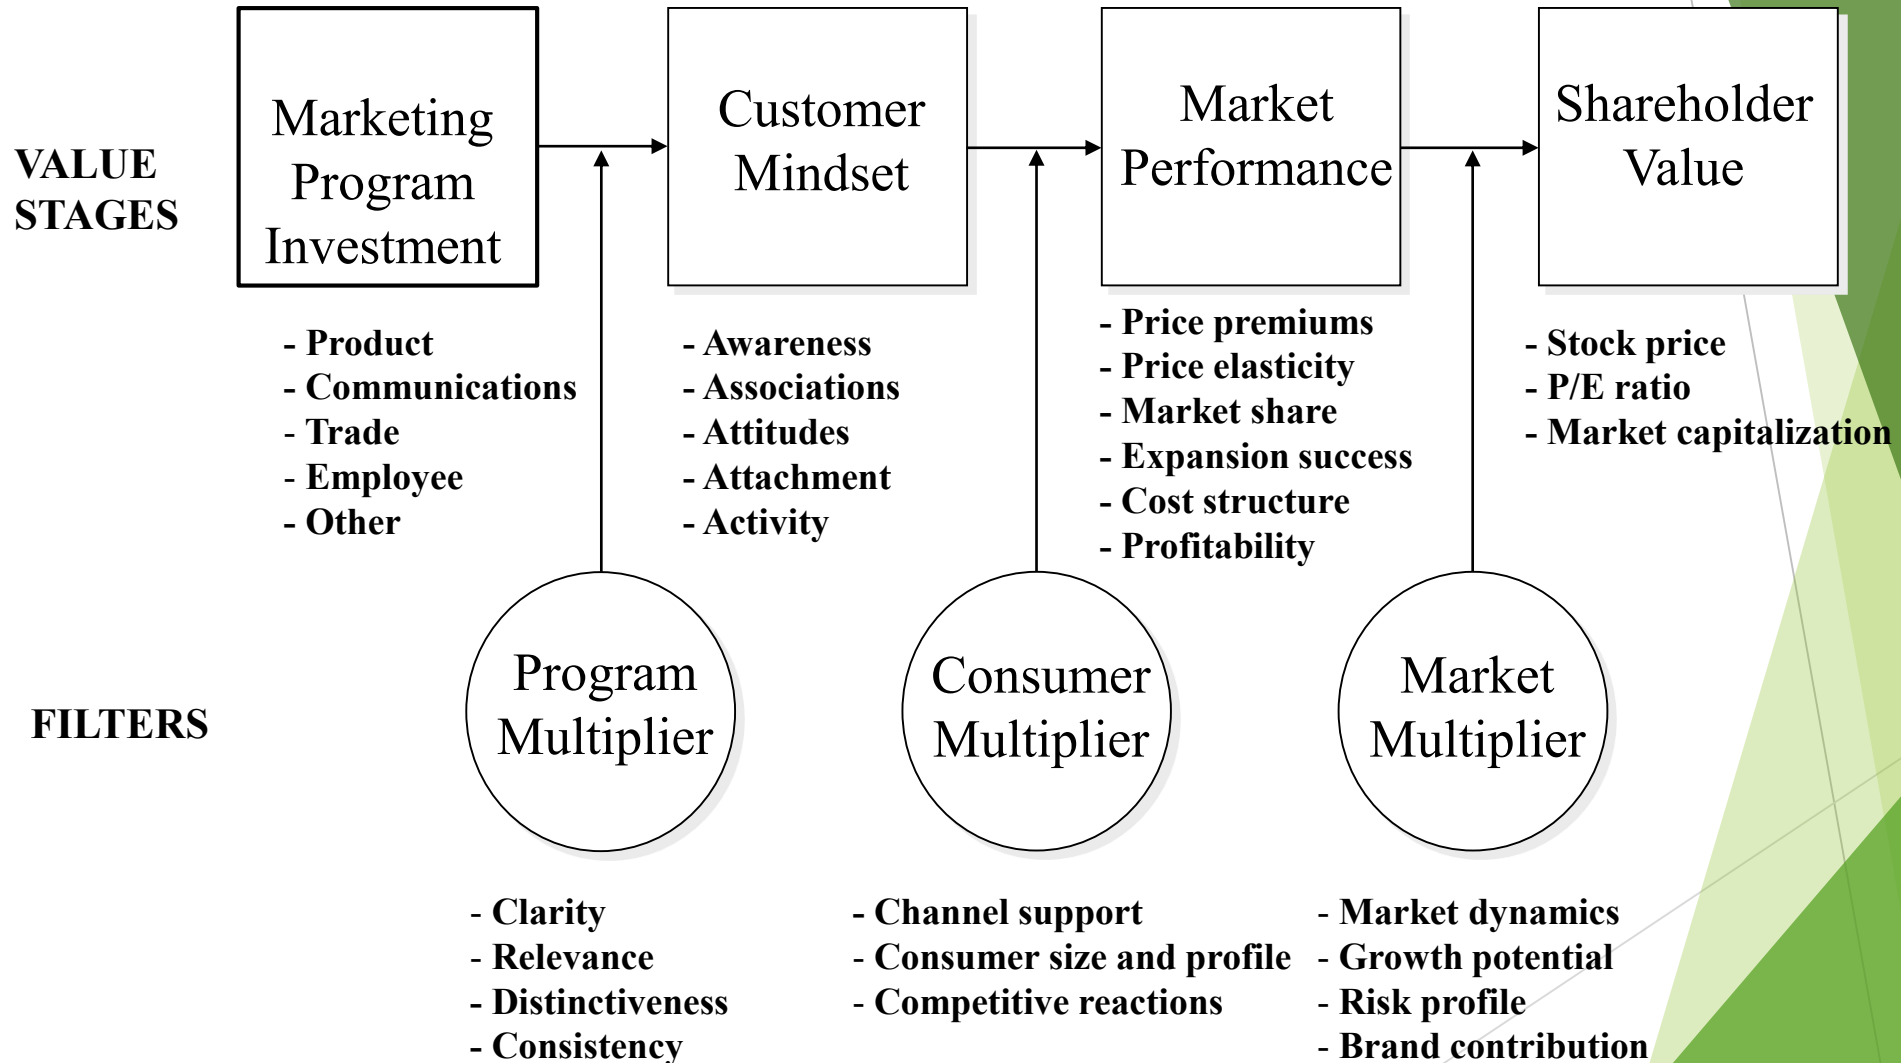 VALUE
STAGES
Marketing
Program
Investment
Customer
Mindset
Market
Performance
Shareholder
Value
- Product
- Communications
- Trade
- Employee
- Other
- Awareness
- Associations
- Attitudes
- Attachment
- Activity
- Price premiums
- Price elasticity
- Market share
- Expansion success
- Cost structure
- Profitability
- Stock price
- P/E ratio
- Market capitalization
FILTERS
Program
Multiplier
Consumer
Multiplier
Market
Multiplier
- Clarity
- Relevance
- Distinctiveness
- Consistency
- Channel support
- Consumer size and profile
- Competitive reactions
- Market dynamics
- Growth potential
- Risk profile
- Brand contribution